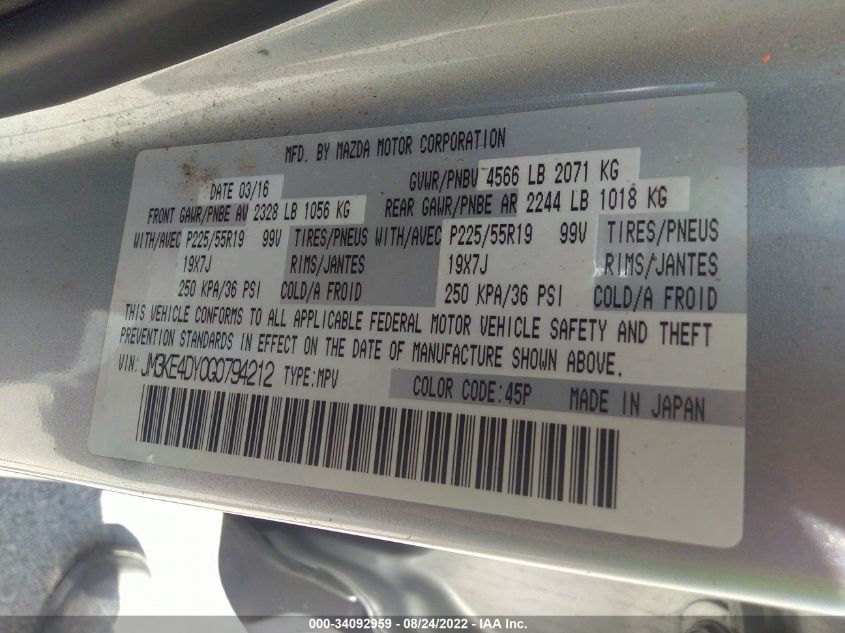 MFD. BY MAZDA MOTOR CORPORATION
DATE 03/16 GVWR/PNBV 4566 LB 2071 KG
FRONT GAWR/PNBE AV 2328 LB 1056 KG REAR GAWR/PNBE AR 2244 LB 1018 KG
WITH/AVEC P225/55R19 99V TIRES/PNEUS WITH/AVEC P225/55R19 99V TIRES/PNEUS
19X7J RIMS/JANTES 19X7J RIMS/JANTES
250 KPA/36 PSI COLD/A FROID 250 KPA/36 PSI COLD/A FROID
THIS VEHICLE CONFORMS TO ALL APPLICABLE FEDERAL MOTOR VEHICLE SAFETY AND THEFT
PREVENTION STANDARDS IN EFFECT ON THE DATE OF MANUFACTURE SHOWN ABOVE.
VIN: JM3KE4DY0G0794212 TYPE:MPV COLOR CODE:45P MADE IN JAPAN
000-34092959 - 08/24/2022 - IAA Inc.